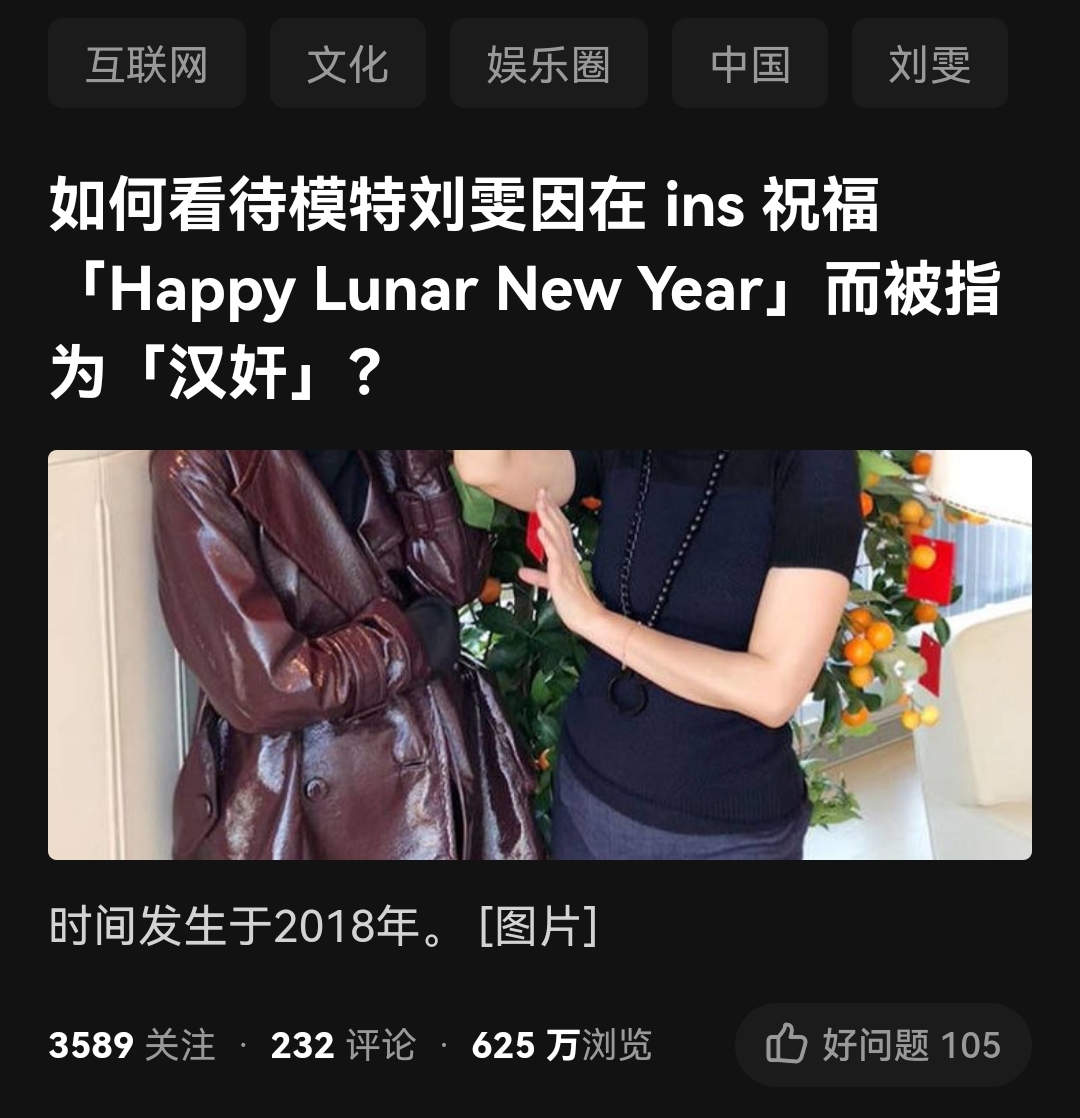 互联网 文化 娱乐圈 中国 刘雯
如何看待模特刘雯因在 ins 祝福
「Happy Lunar New Year」而被指
为「汉奸」？
时间发生于2018年。 [图片]
3589 关注 · 232 评论 · 625 万浏览 好问题 105